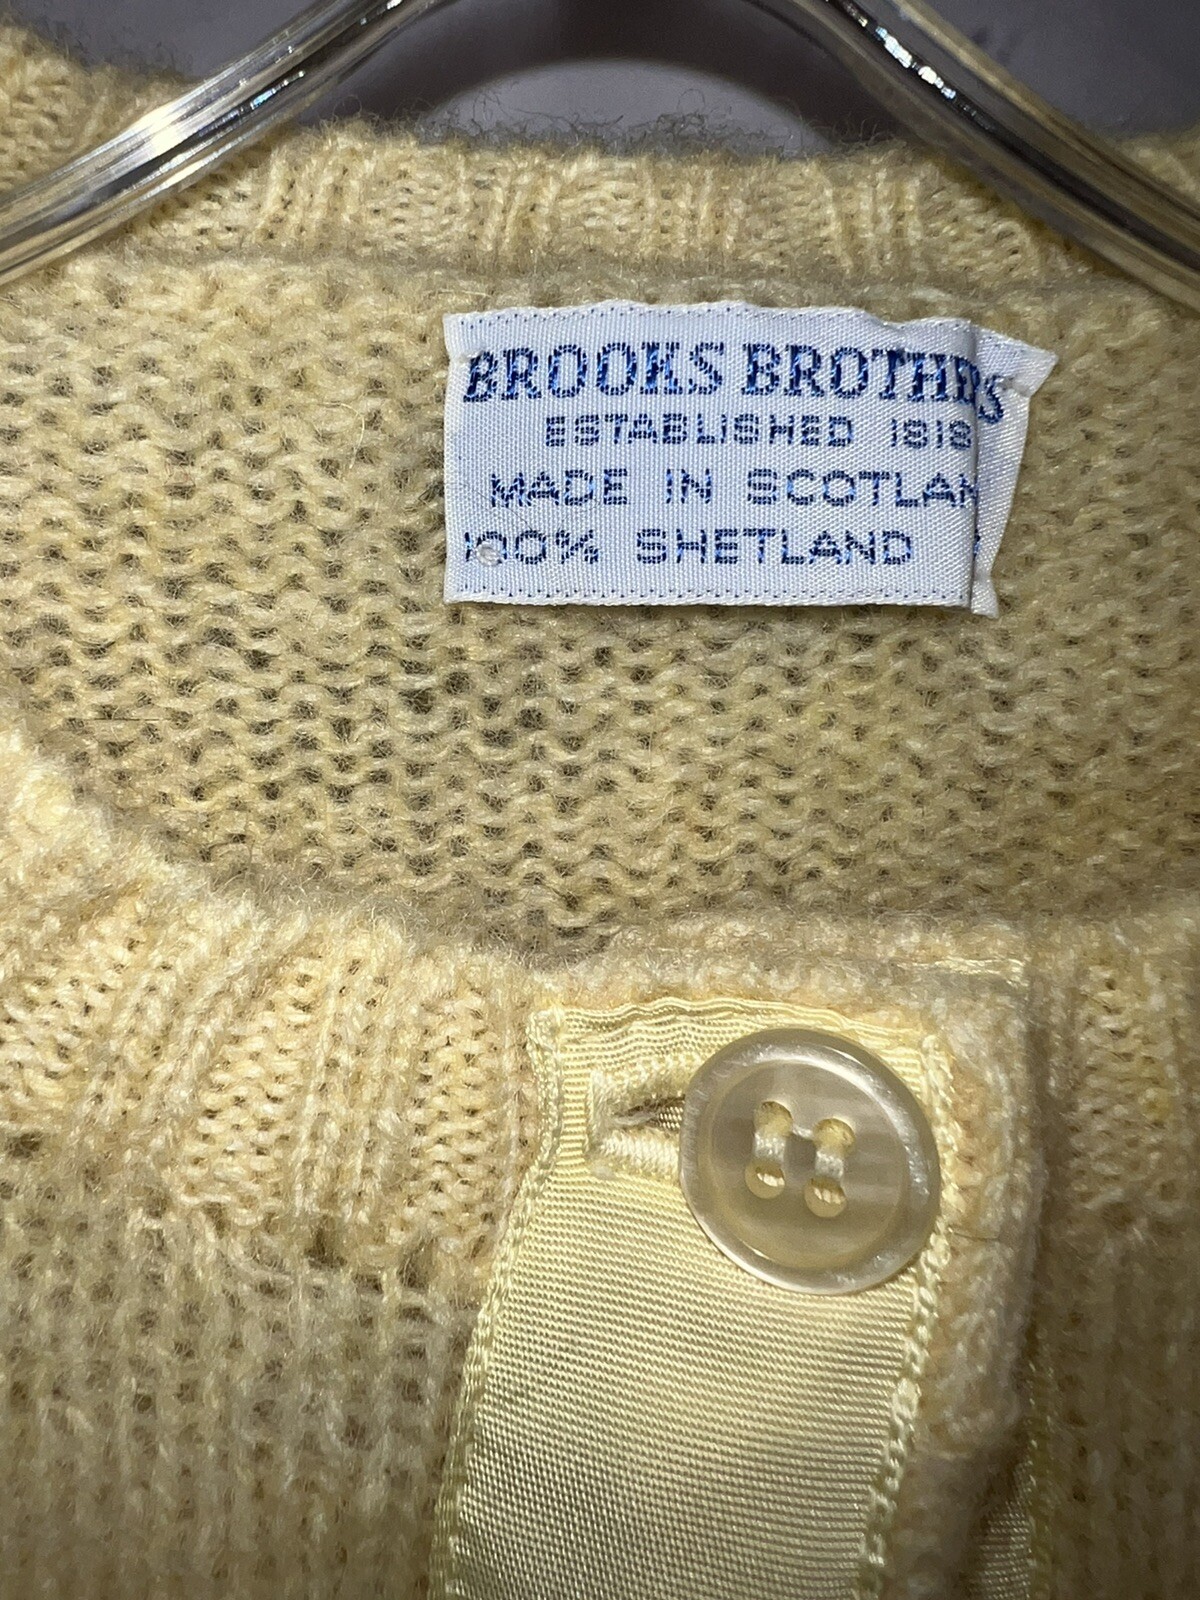 BROOKS BROTHERS
ESTABLISHED 1818
MADE IN SCOTLAN
100% SHETLAND